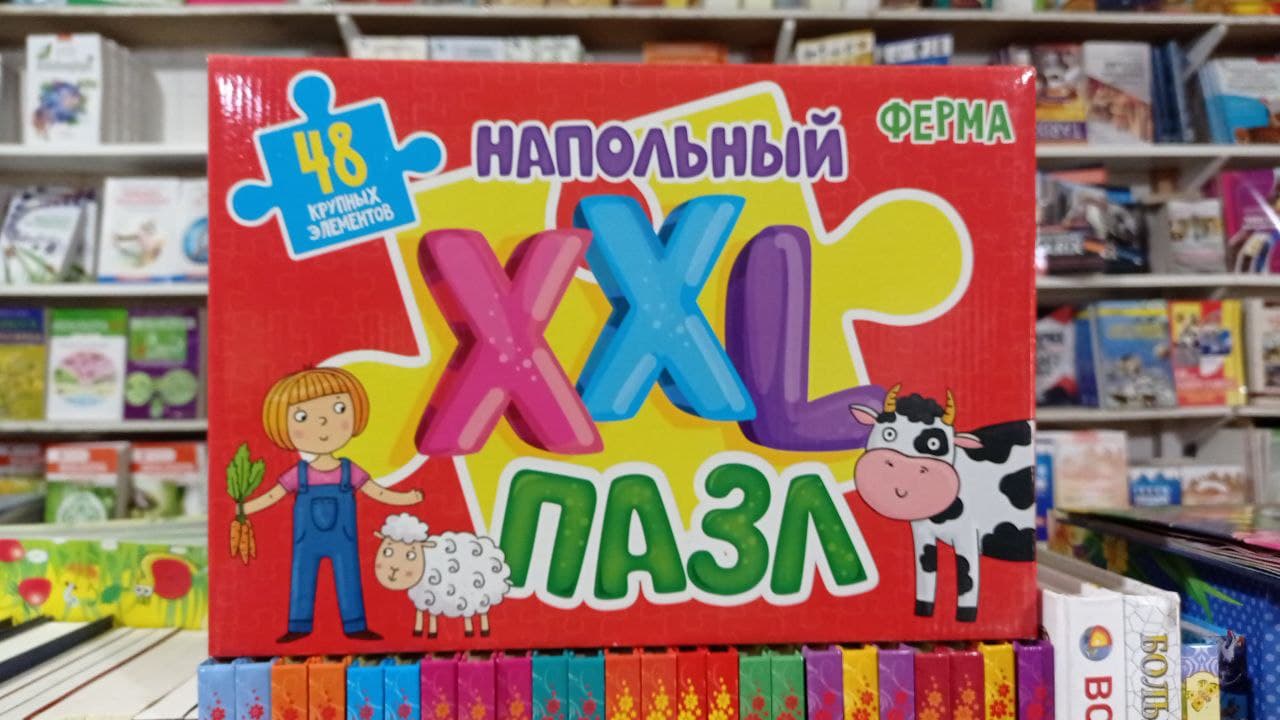 48
КРУПНЫХ
ЭЛЕМЕНТОВ
НАПОЛЬНЫЙ
ФЕРМА
XXL
ПАЗЛ